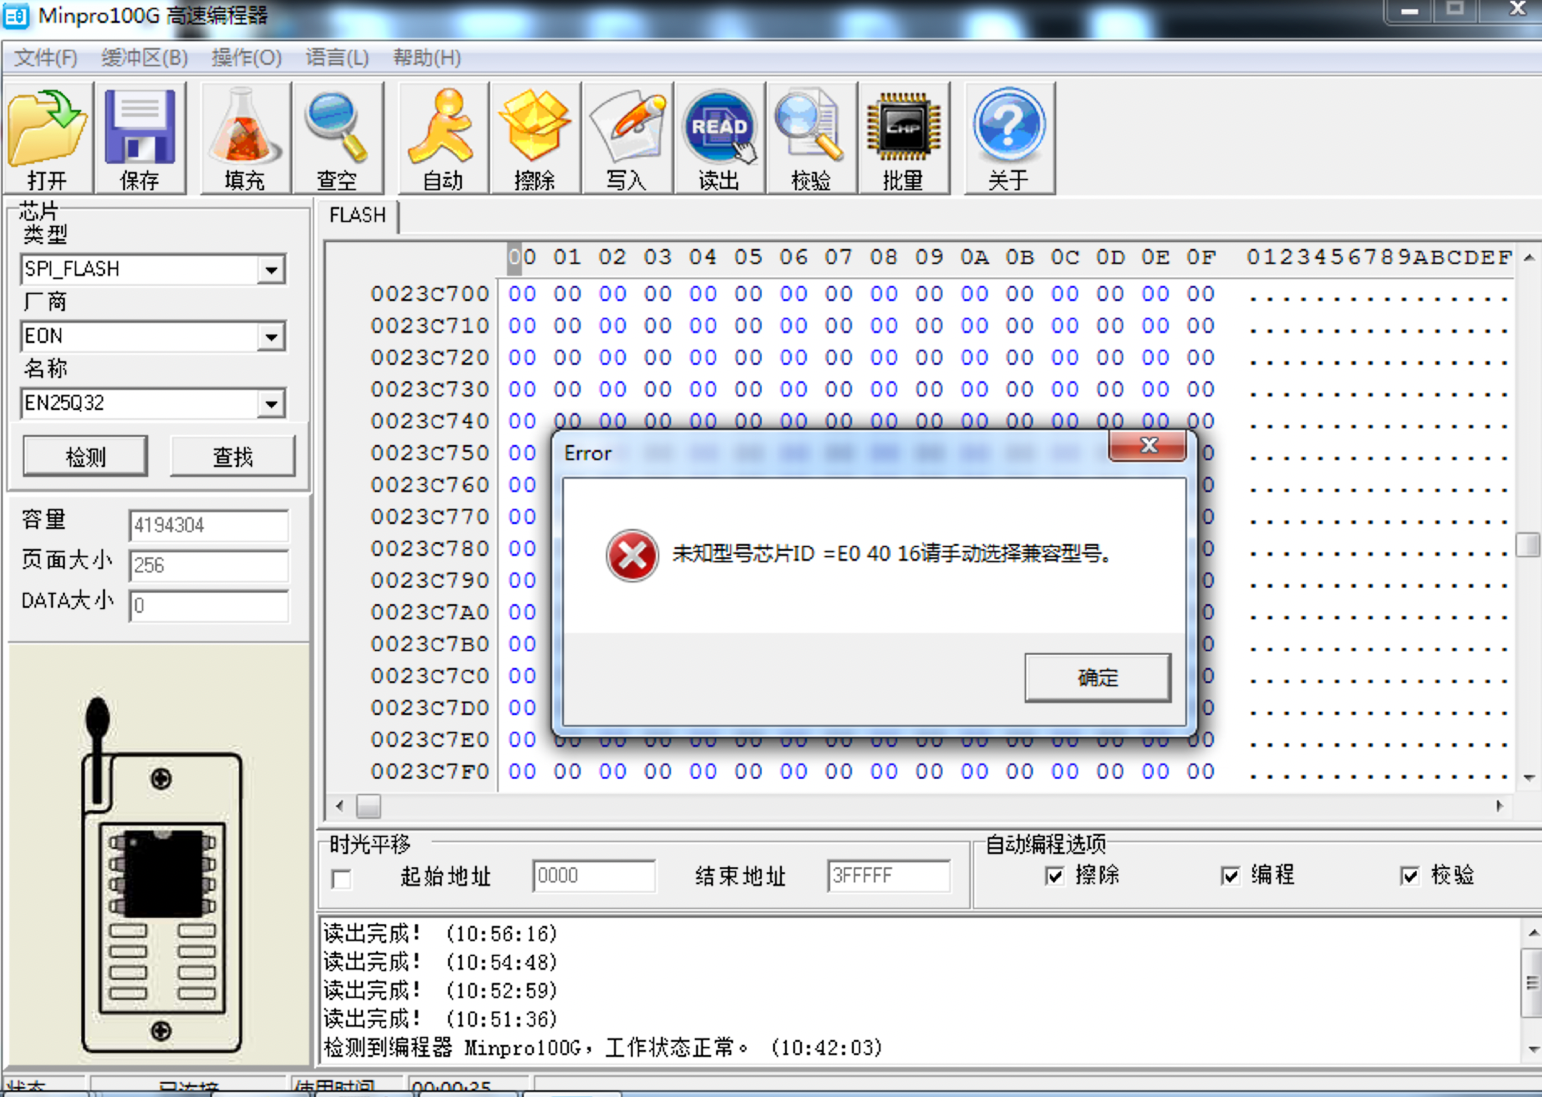 Minpro100G 高速编程器
文件(F) 缓冲区(B) 操作(O) 语言(L) 帮助(H)
READ CHP
打开 保存 填充 查空 自动 擦除 写入 读出 校验 批量 关于
芯片
类型
SPI_FLASH
厂商
EON
名称
EN25Q32
检测 查找
容量 4194304
页面大小 256
DATA大小 0
FLASH
00 01 02 03 04 05 06 07 08 09 0A 0B 0C 0D 0E 0F 0123456789ABCDEF
0023C700 00 00 00 00 00 00 00 00 00 00 00 00 00 00 00 00 ................
0023C710 00 00 00 00 00 00 00 00 00 00 00 00 00 00 00 00 ................
0023C720 00 00 00 00 00 00 00 00 00 00 00 00 00 00 00 00 ................
0023C730 00 00 00 00 00 00 00 00 00 00 00 00 00 00 00 00 ................
0023C740 00 00 00 00 00 00 00 00 00 00 00 00 00 00 00 00 ................
0023C750 00 0 ................
0023C760 00 0 ................
0023C770 00 0 ................
0023C780 00 0 ................
0023C790 00 0 ................
0023C7A0 00 0 ................
0023C7B0 00 0 ................
0023C7C0 00 0 ................
0023C7D0 00 0 ................
0023C7E0 00 00 00 00 00 00 00 00 00 00 00 00 00 00 00 00 ................
0023C7F0 00 00 00 00 00 00 00 00 00 00 00 00 00 00 00 00 ................
Error
未知型号芯片ID =E0 40 16请手动选择兼容型号。
确定
时光平移
起始地址 0000 结束地址 3FFFFF
自动编程选项
擦除 编程 校验
读出完成! (10:56:16)
读出完成! (10:54:48)
读出完成! (10:52:59)
读出完成! (10:51:36)
检测到编程器 Minpro100G，工作状态正常。 (10:42:03)
状态 已连接 使用时间 00:00:35